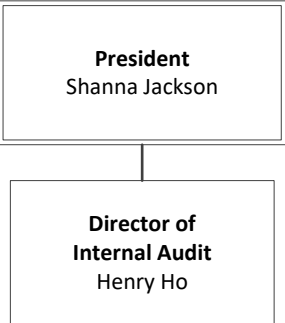 President
Shanna Jackson
Director of
Internal Audit
Henry Ho